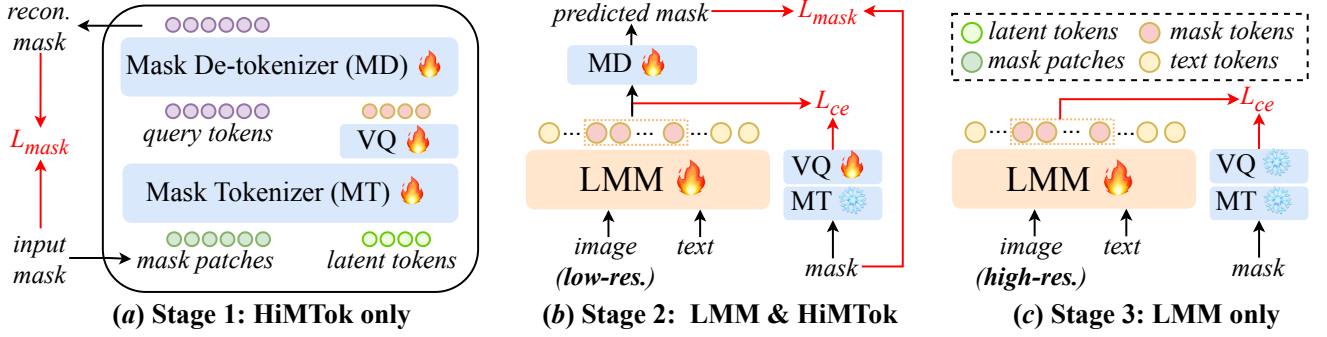 recon.
mask
Mask De-tokenizer (MD)
L_mask
query tokens
VQ
Mask Tokenizer (MT)
input
mask
mask patches
latent tokens
(a) Stage 1: HiMTok only
predicted mask
L_mask
MD
L_ce
... ... ...
LMM
VQ
MT
image
(low-res.)
text
mask
(b) Stage 2: LMM & HiMTok
latent tokens
mask tokens
mask patches
text tokens
L_ce
... ... ...
LMM
VQ
MT
image
(high-res.)
text
mask
(c) Stage 3: LMM only